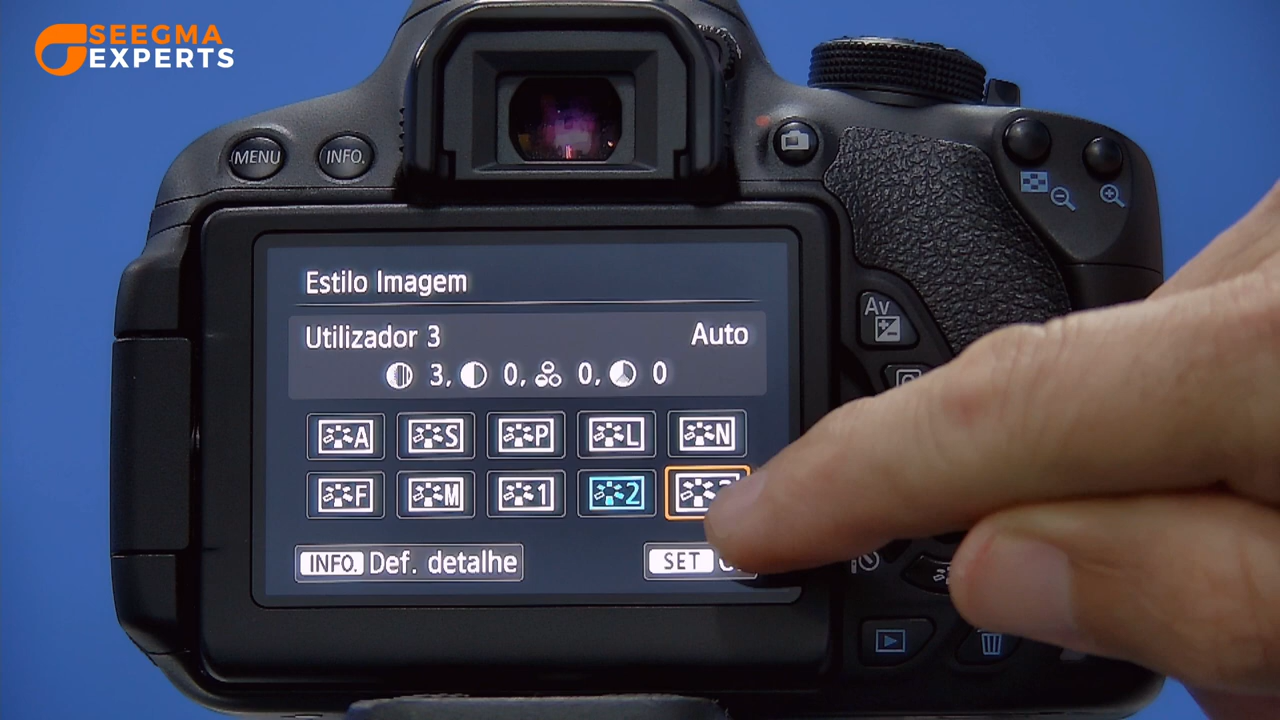 SEEGMA
EXPERTS
MENU
INFO.
Av
Estilo Imagem
Utilizador 3
Auto
3, 0, 0, 0
A
S
P
L
N
F
M
1
2
INFO. Def. detalhe
SET